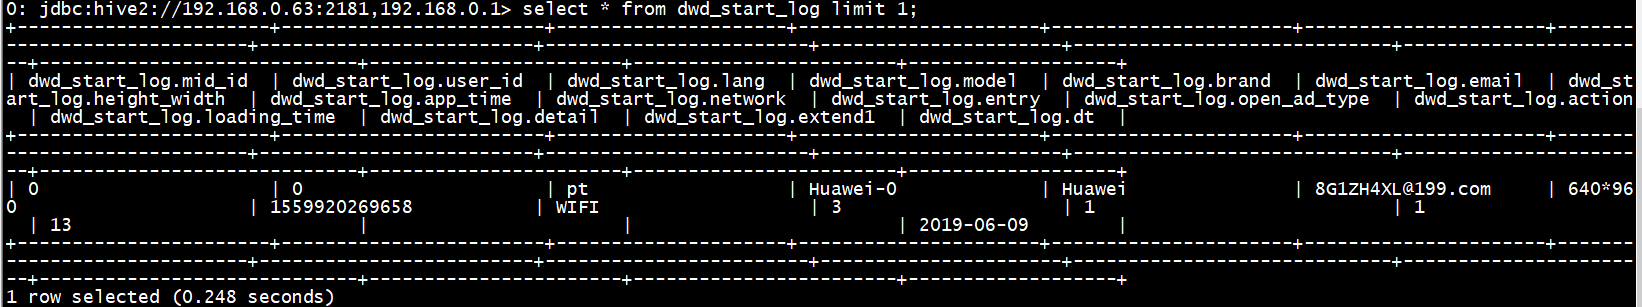 0: jdbc:hive2://192.168.0.63:2181,192.168.0.1> select * from dwd_start_log limit 1;
+-----------------------+------------------------+---------------------+----------------------+---------------------+---------------------+-------
---------------------+-------------------------+------------------------+----------------------+----------------------------+---------------------
--+-----------------------------+-----------------------+------------------------+-------------------+
| dwd_start_log.mid_id  | dwd_start_log.user_id  | dwd_start_log.lang  | dwd_start_log.model  | dwd_start_log.brand  | dwd_start_log.email  | dwd_st
art_log.height_width  | dwd_start_log.app_time  | dwd_start_log.network  | dwd_start_log.entry  | dwd_start_log.open_ad_type  | dwd_start_log.action
  | dwd_start_log.loading_time  | dwd_start_log.detail  | dwd_start_log.extend1  | dwd_start_log.dt  |
+-----------------------+------------------------+---------------------+----------------------+---------------------+---------------------+-------
---------------------+-------------------------+------------------------+----------------------+----------------------------+---------------------
--+-----------------------------+-----------------------+------------------------+-------------------+
| 0                     | 0                      | pt                  | Huawei-0             | Huawei               | 8G1ZH4XL@199.com     | 640*96
0                     | 1559920269658           | WIFI                   | 3                    | 1                           | 1
  | 13                          |                       |                        | 2019-06-09        |
+-----------------------+------------------------+---------------------+----------------------+---------------------+---------------------+-------
---------------------+-------------------------+------------------------+----------------------+----------------------------+---------------------
--+-----------------------------+-----------------------+------------------------+-------------------+
1 row selected (0.248 seconds)